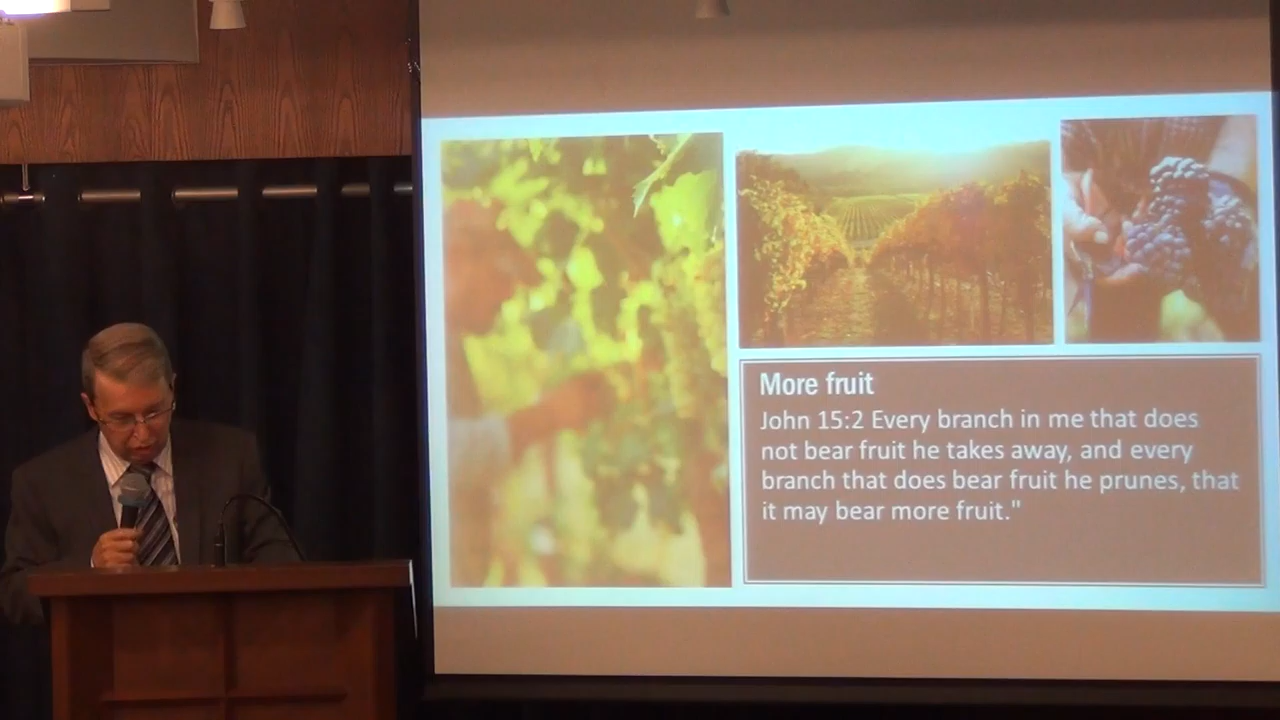 More fruit
John 15:2 Every branch in me that does
not bear fruit he takes away, and every
branch that does bear fruit he prunes, that
it may bear more fruit."